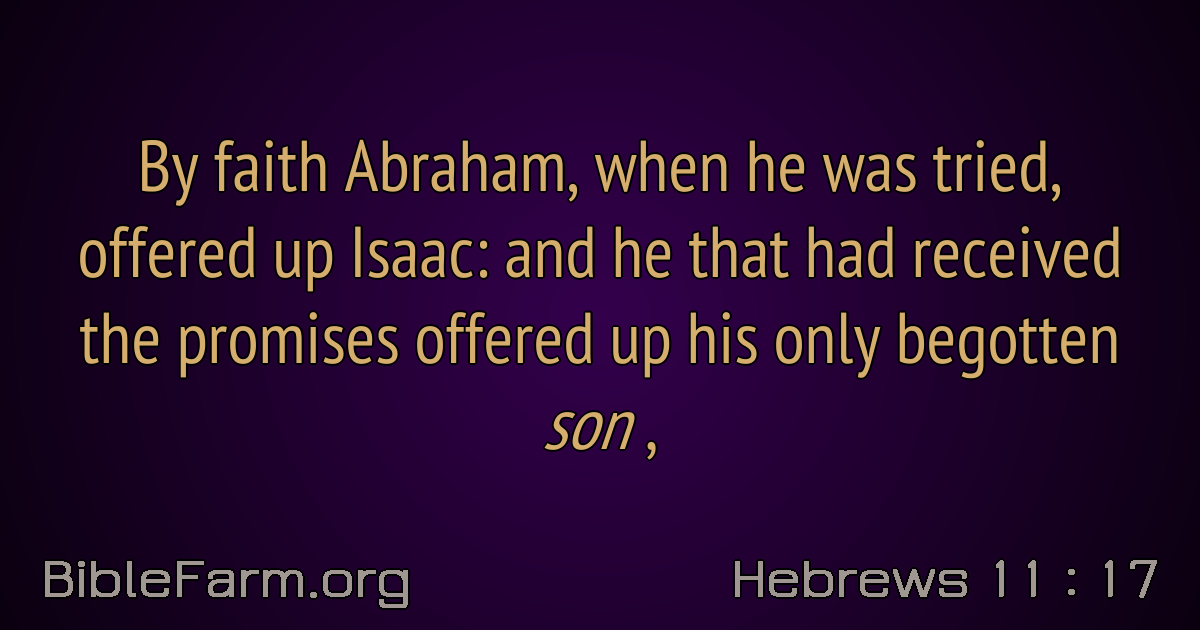 By faith Abraham, when he was tried,
offered up Isaac: and he that had received
the promises offered up his only begotten
son ,
BibleFarm.org
Hebrews 11 : 17